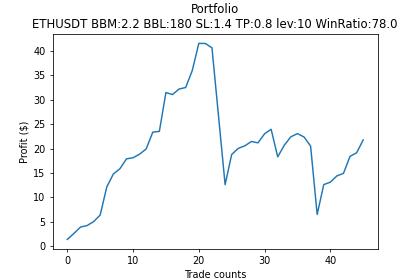 Portfolio
ETHUSDT BBM:2.2 BBL:180 SL:1.4 TP:0.8 lev:10 WinRatio:78.0
Profit ($)
40
35
30
25
20
15
10
5
0
0 10 20 30 40
Trade counts